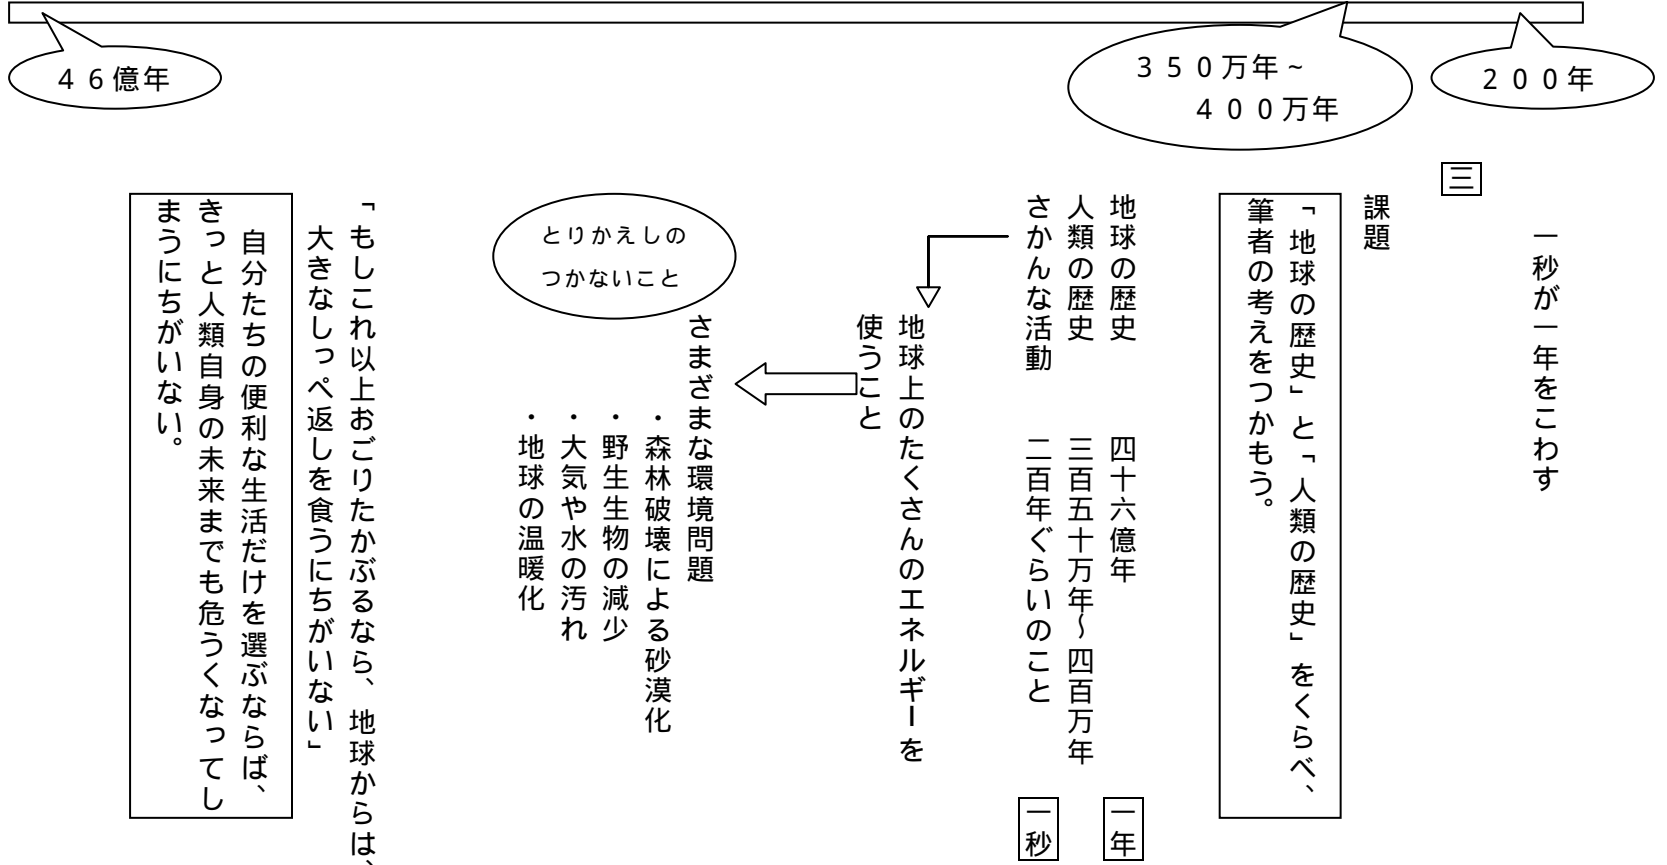 ４６億年
３５０万年~
４００万年
２００年
一秒が一年をこわす
三
課題
「地球の歴史」と「人類の歴史」をくらべ、
筆者の考えをつかもう。
地球の歴史　　四十六億年　　一年
人類の歴史　　三百五十万年～四百万年
さかんな活動　　二百年ぐらいのこと　　一秒
地球上のたくさんのエネルギーを
使うこと
さまざまな環境問題
・森林破壊による砂漠化
・野生生物の減少
・大気や水の汚れ
・地球の温暖化
とりかえしの
つかないこと
「もしこれ以上おごりたかぶるなら、地球からは、
大きなしっぺ返しを食うにちがいない」
自分たちの便利な生活だけを選ぶならば、
きっと人類自身の未来までも危うくなってし
まうにちがいない。